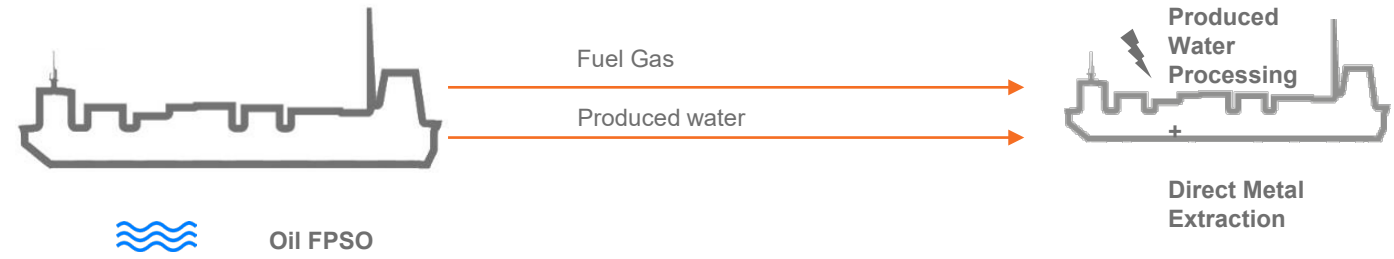 Fuel Gas
Produced water
Oil FPSO
Produced
Water
Processing
+
Direct Metal
Extraction